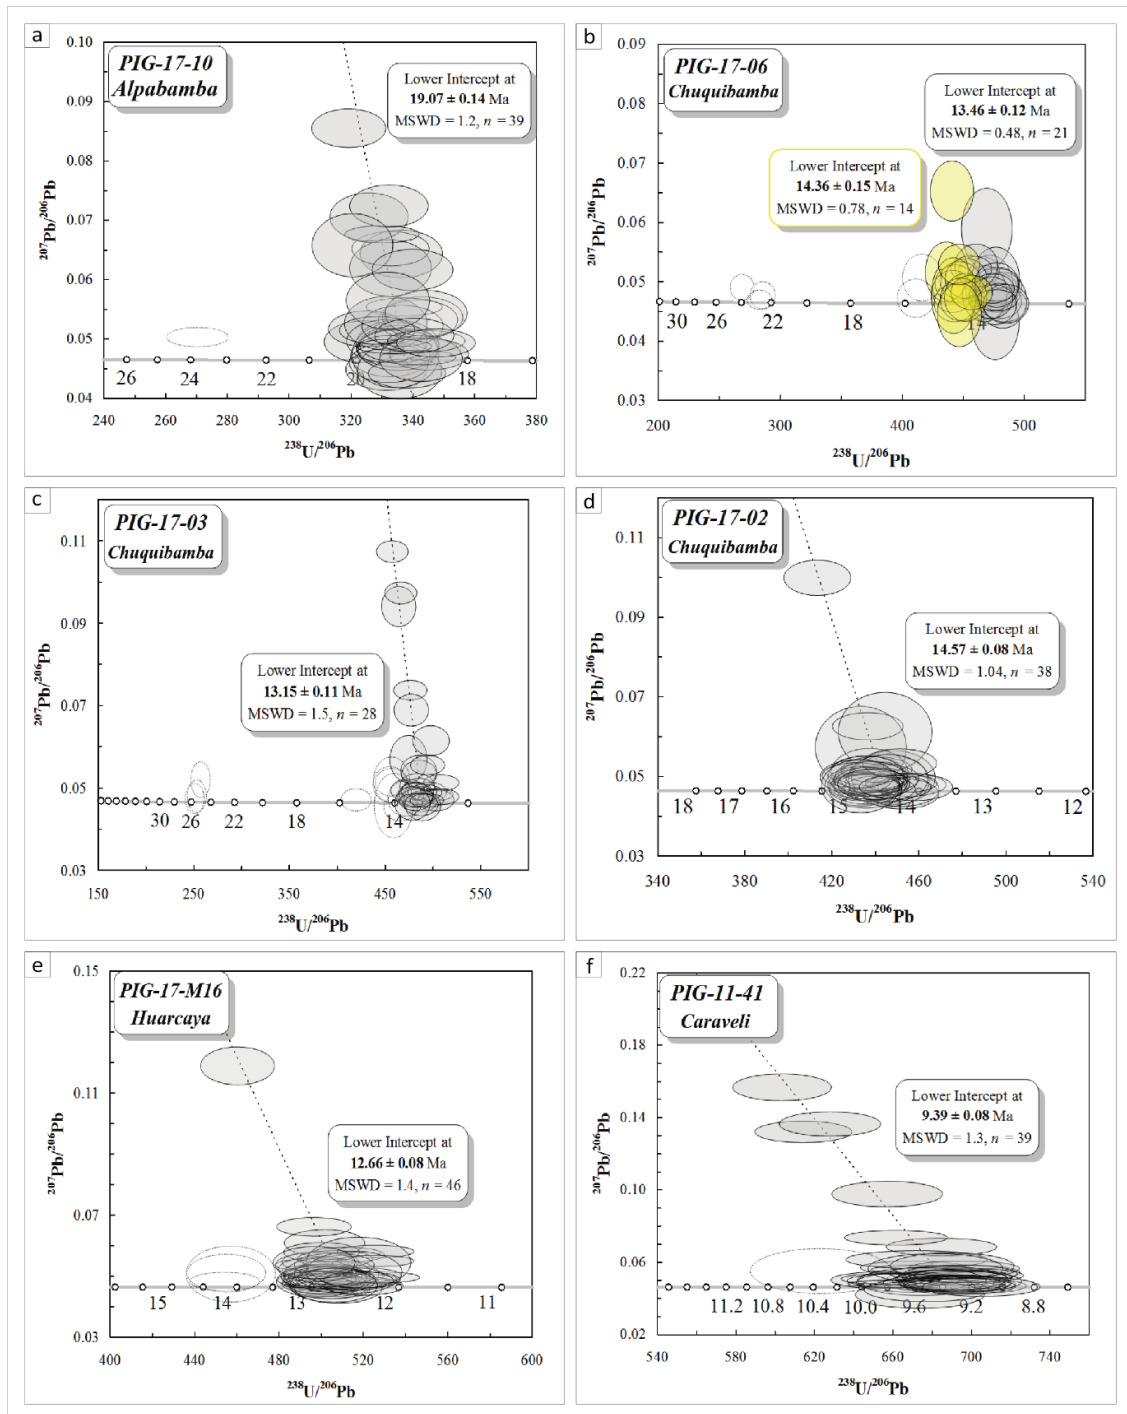 a
PIG-17-10
Alpabamba
Lower Intercept at
19.07 ± 0.14 Ma
MSWD = 1.2, n = 39
0.10
0.09
0.08
0.07
0.06
0.05
0.04
207Pb/206Pb
26 24 22 20 18
240 260 280 300 320 340 360 380
238U/206Pb
b
PIG-17-06
Chuquibamba
Lower Intercept at
13.46 ± 0.12 Ma
MSWD = 0.48, n = 21
Lower Intercept at
14.36 ± 0.15 Ma
MSWD = 0.78, n = 14
0.09
0.08
0.07
0.06
0.05
0.04
0.03
207Pb/206Pb
30 26 22 18 14
200 300 400 500
238U/206Pb
c
PIG-17-03
Chuquibamba
Lower Intercept at
13.15 ± 0.11 Ma
MSWD = 1.5, n = 28
0.11
0.09
0.07
0.05
0.03
207Pb/206Pb
30 26 22 18 14
150 250 350 450 550
238U/206Pb
d
PIG-17-02
Chuquibamba
Lower Intercept at
14.57 ± 0.08 Ma
MSWD = 1.04, n = 38
0.11
0.09
0.07
0.05
0.03
207Pb/206Pb
18 17 16 15 14 13 12
340 380 420 460 500 540
238U/206Pb
e
PIG-17-M16
Huarcaya
Lower Intercept at
12.66 ± 0.08 Ma
MSWD = 1.4, n = 46
0.15
0.11
0.07
0.03
207Pb/206Pb
15 14 13 12 11
400 440 480 520 560 600
238U/206Pb
f
PIG-11-41
Caraveli
Lower Intercept at
9.39 ± 0.08 Ma
MSWD = 1.3, n = 39
0.22
0.18
0.14
0.10
0.06
0.02
207Pb/206Pb
11.2 10.8 10.4 10.0 9.6 9.2 8.8
540 580 620 660 700 740
238U/206Pb